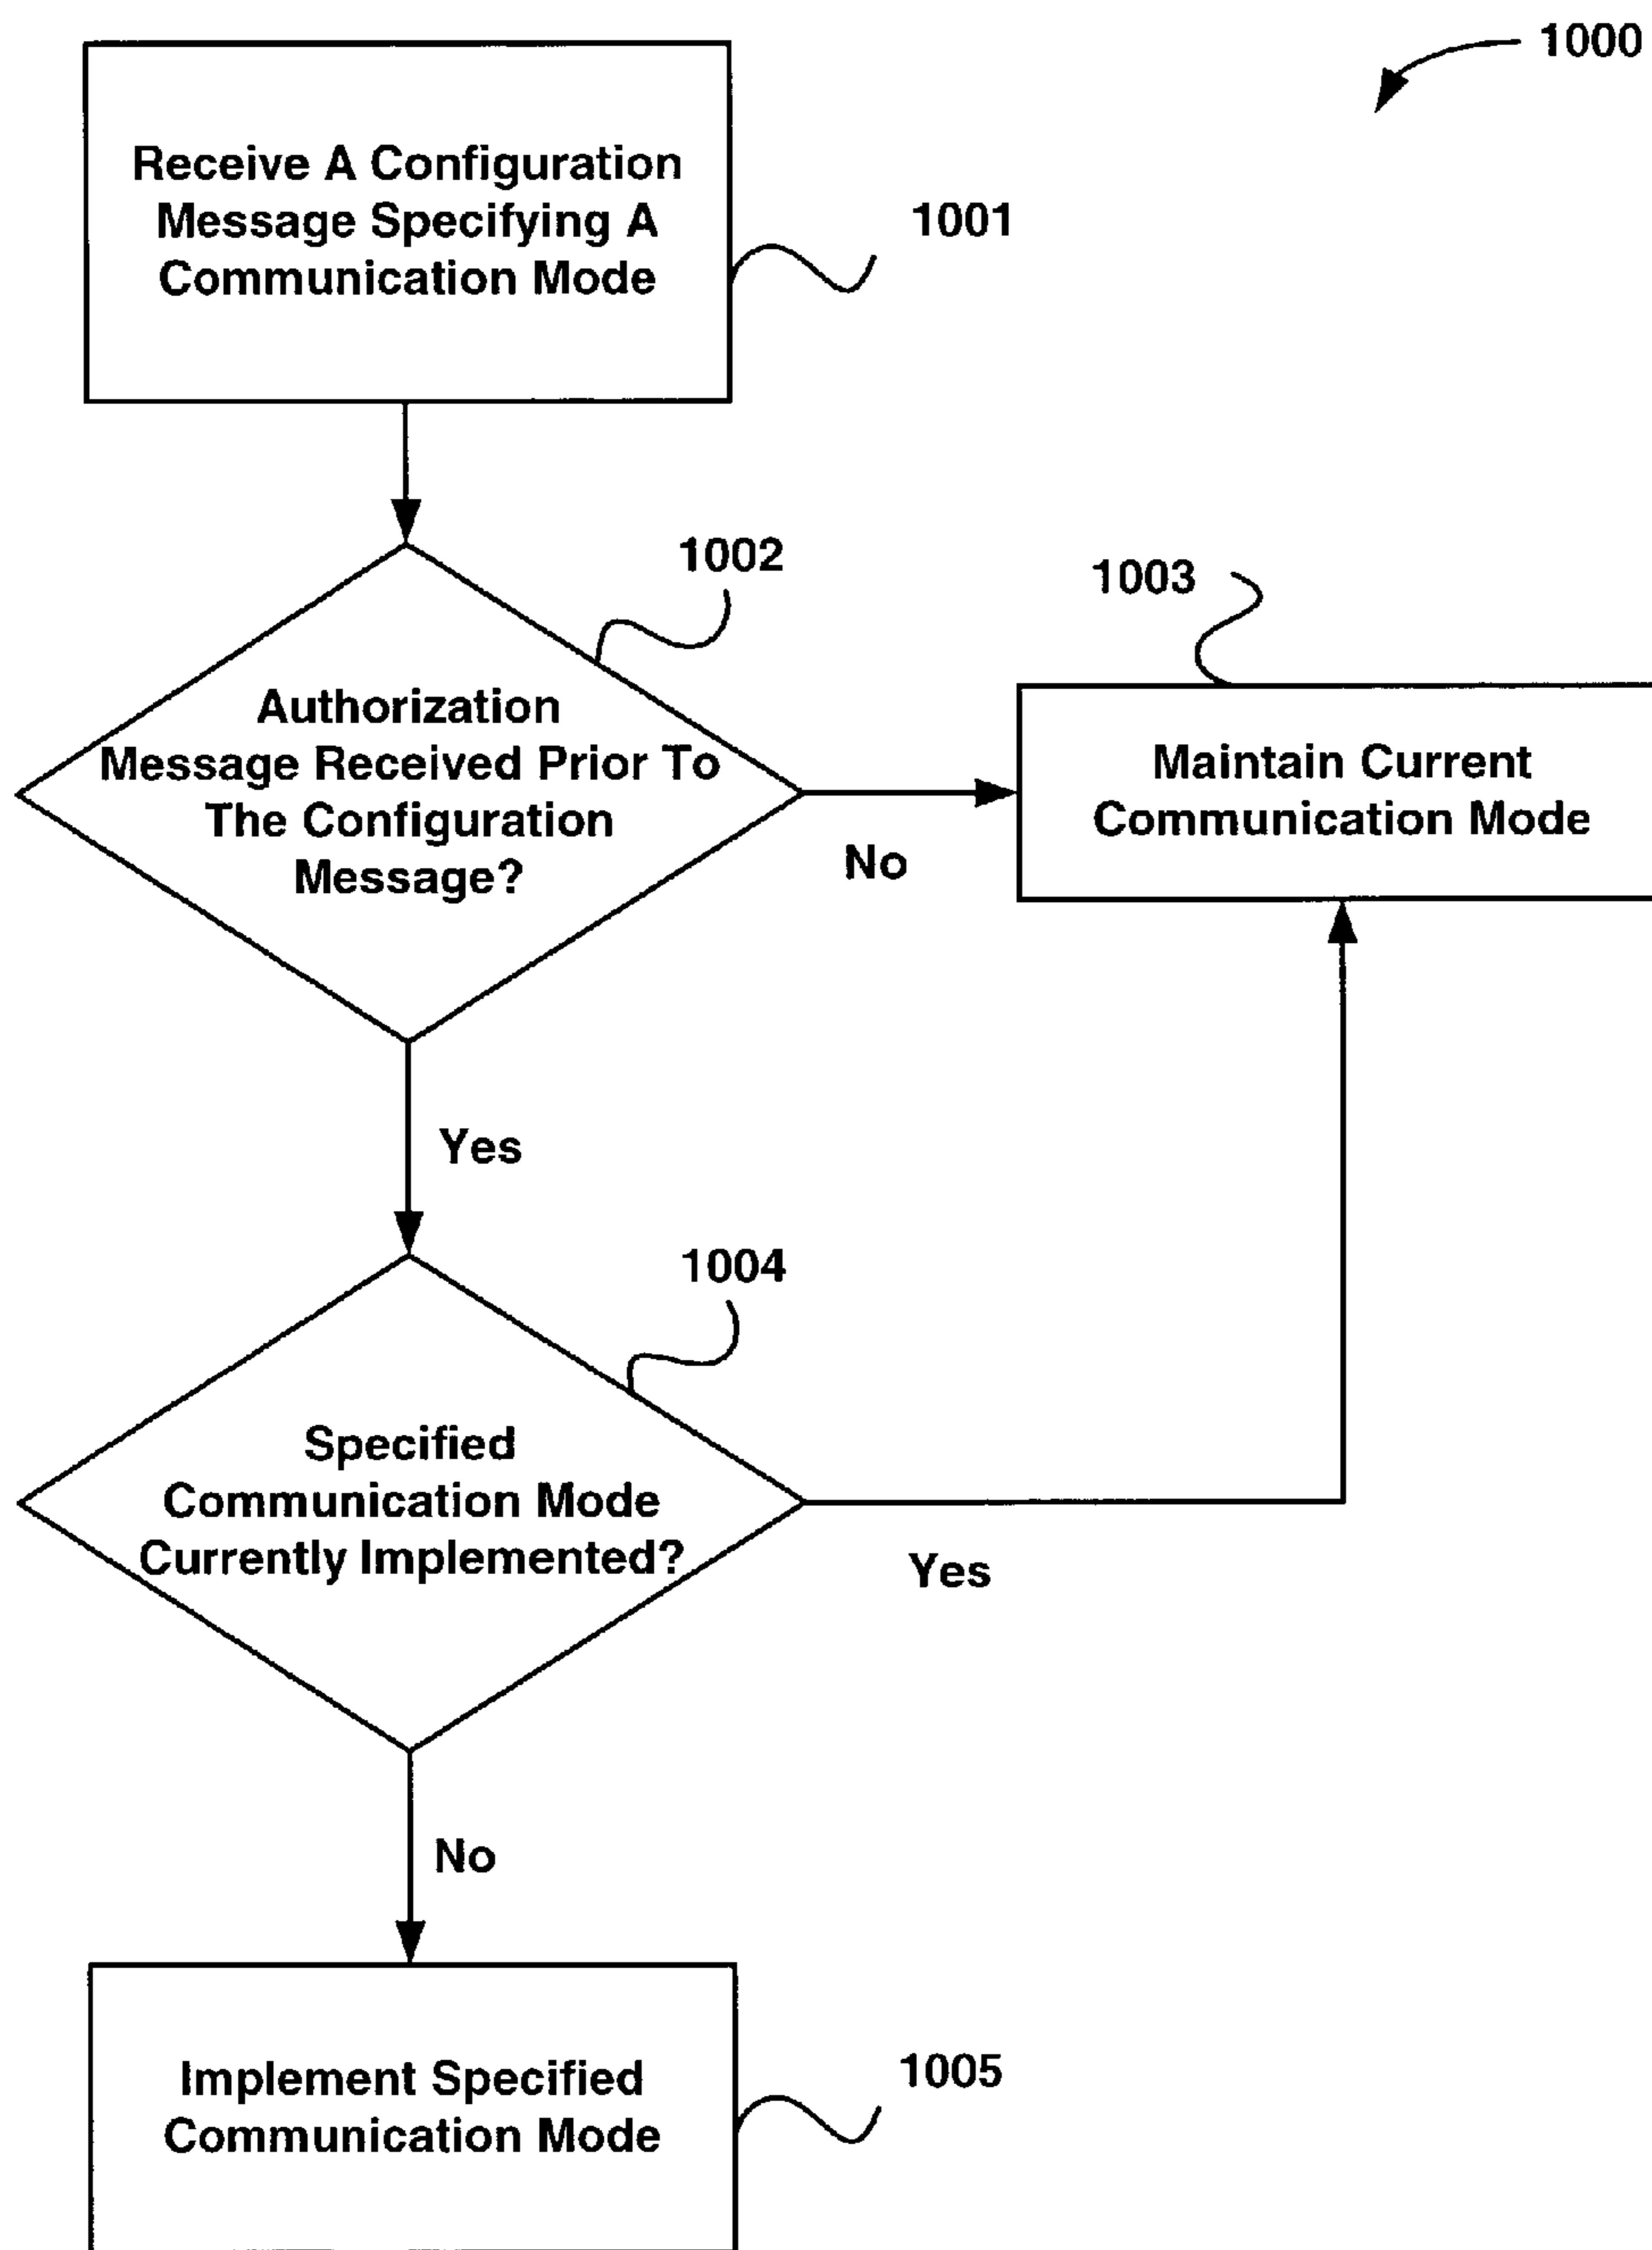 1000
Receive A Configuration
Message Specifying A
Communication Mode
1001
1002
Authorization
Message Received Prior To
The Configuration
Message?
No
1003
Maintain Current
Communication Mode
Yes
1004
Specified
Communication Mode
Currently Implemented?
Yes
No
Implement Specified
Communication Mode
1005